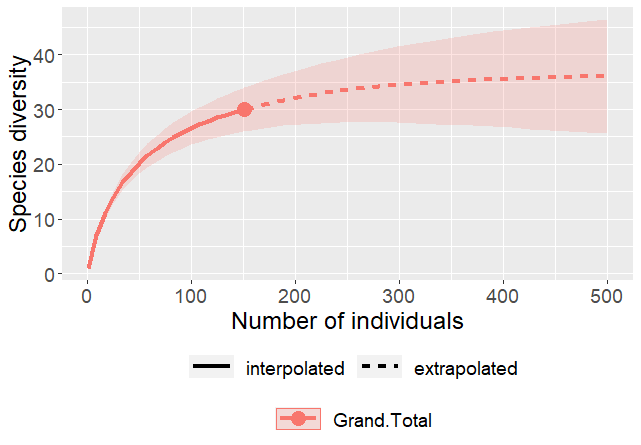 Species diversity
40
30
20
10
0
0 100 200 300 400 500
Number of individuals
interpolated extrapolated
Grand.Total